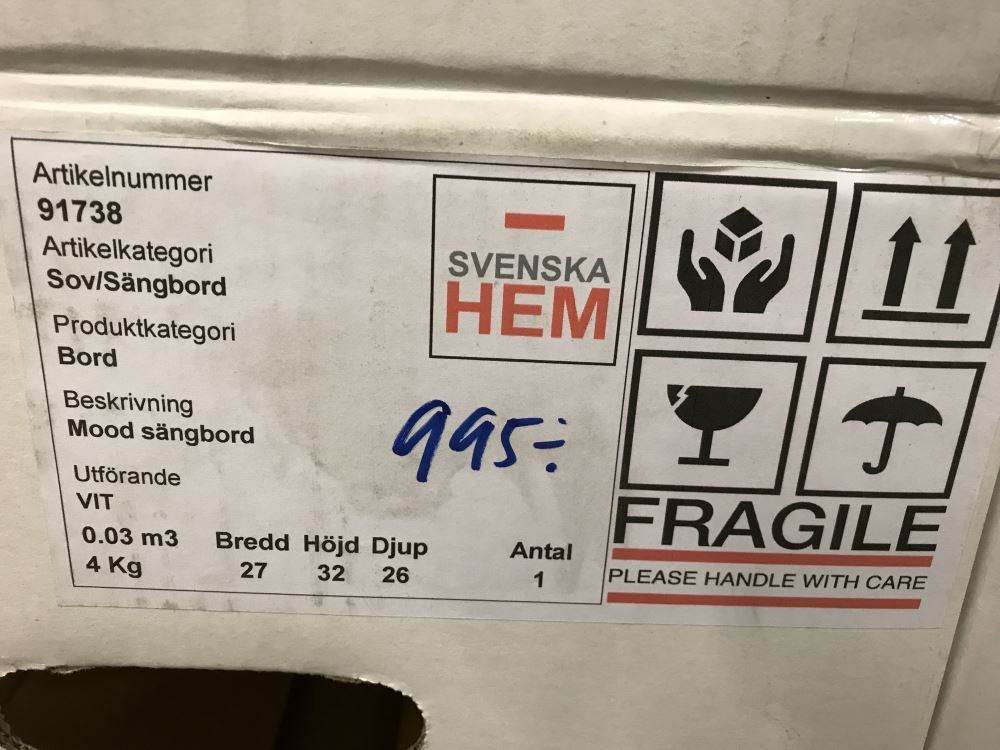 Artikelnummer
91738
Artikelkategori
Sov/Sängbord
Produktkategori
Bord
Beskrivning
Mood sängbord
Utförande
VIT
0.03 m3 Bredd Höjd Djup Antal
4 Kg 27 32 26 1
SVENSKA
HEM
995:-
FRAGILE
PLEASE HANDLE WITH CARE